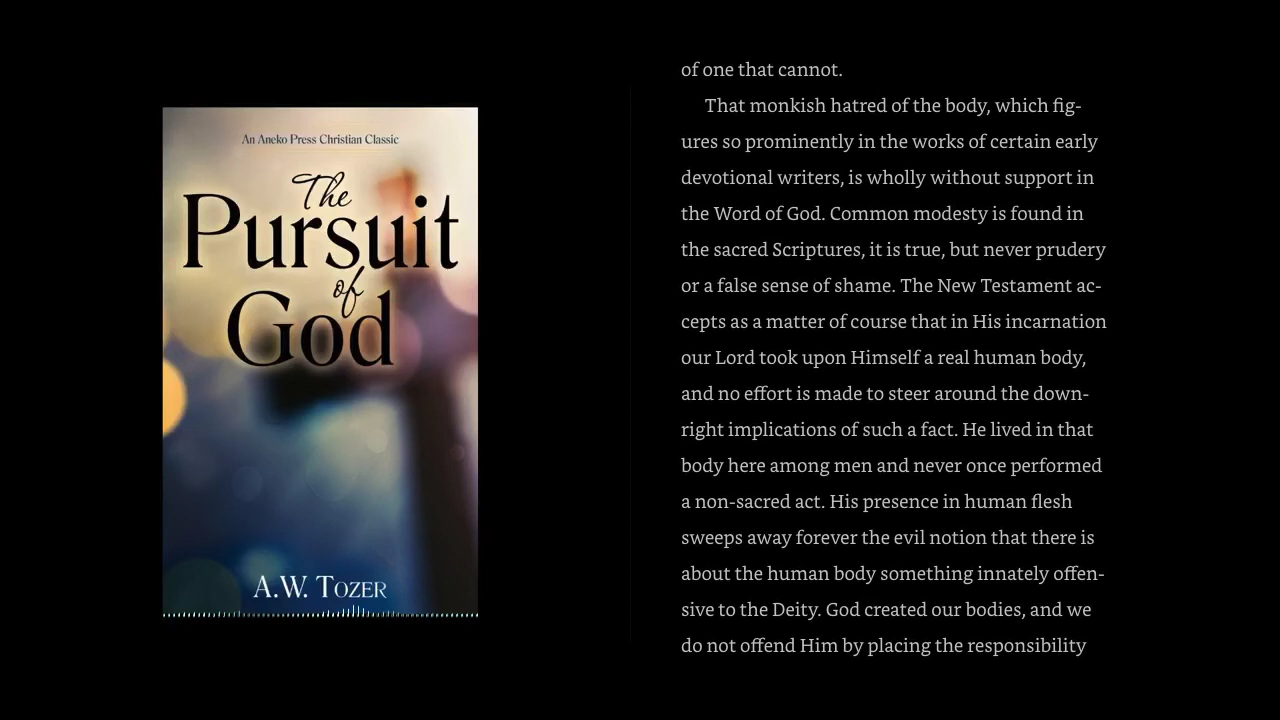 An Aneko Press Christian Classic
The
Pursuit
of
God
A.W. Tozer
of one that cannot.
That monkish hatred of the body, which fig-
ures so prominently in the works of certain early
devotional writers, is wholly without support in
the Word of God. Common modesty is found in
the sacred Scriptures, it is true, but never prudery
or a false sense of shame. The New Testament ac-
cepts as a matter of course that in His incarnation
our Lord took upon Himself a real human body,
and no effort is made to steer around the down-
right implications of such a fact. He lived in that
body here among men and never once performed
a non-sacred act. His presence in human flesh
sweeps away forever the evil notion that there is
about the human body something innately offen-
sive to the Deity. God created our bodies, and we
do not offend Him by placing the responsibility